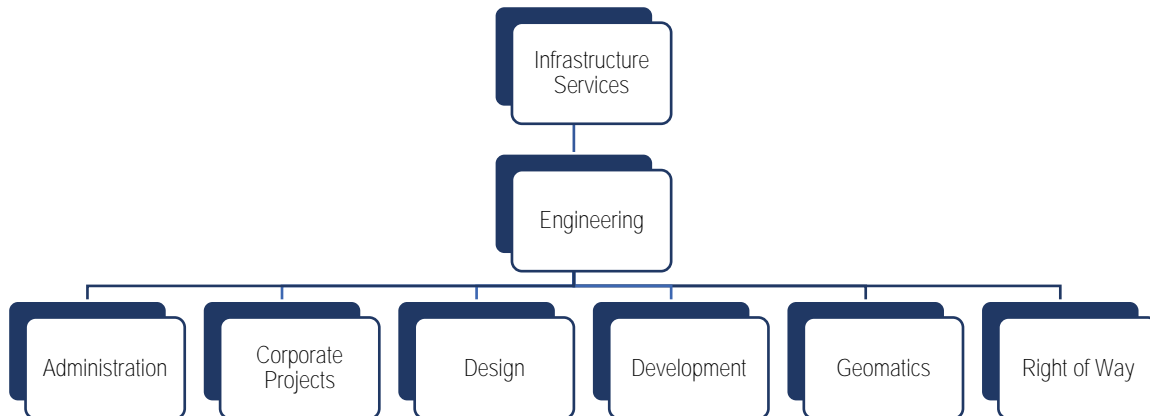 Infrastructure
Services
Engineering
Administration
Corporate
Projects
Design
Development
Geomatics
Right of Way